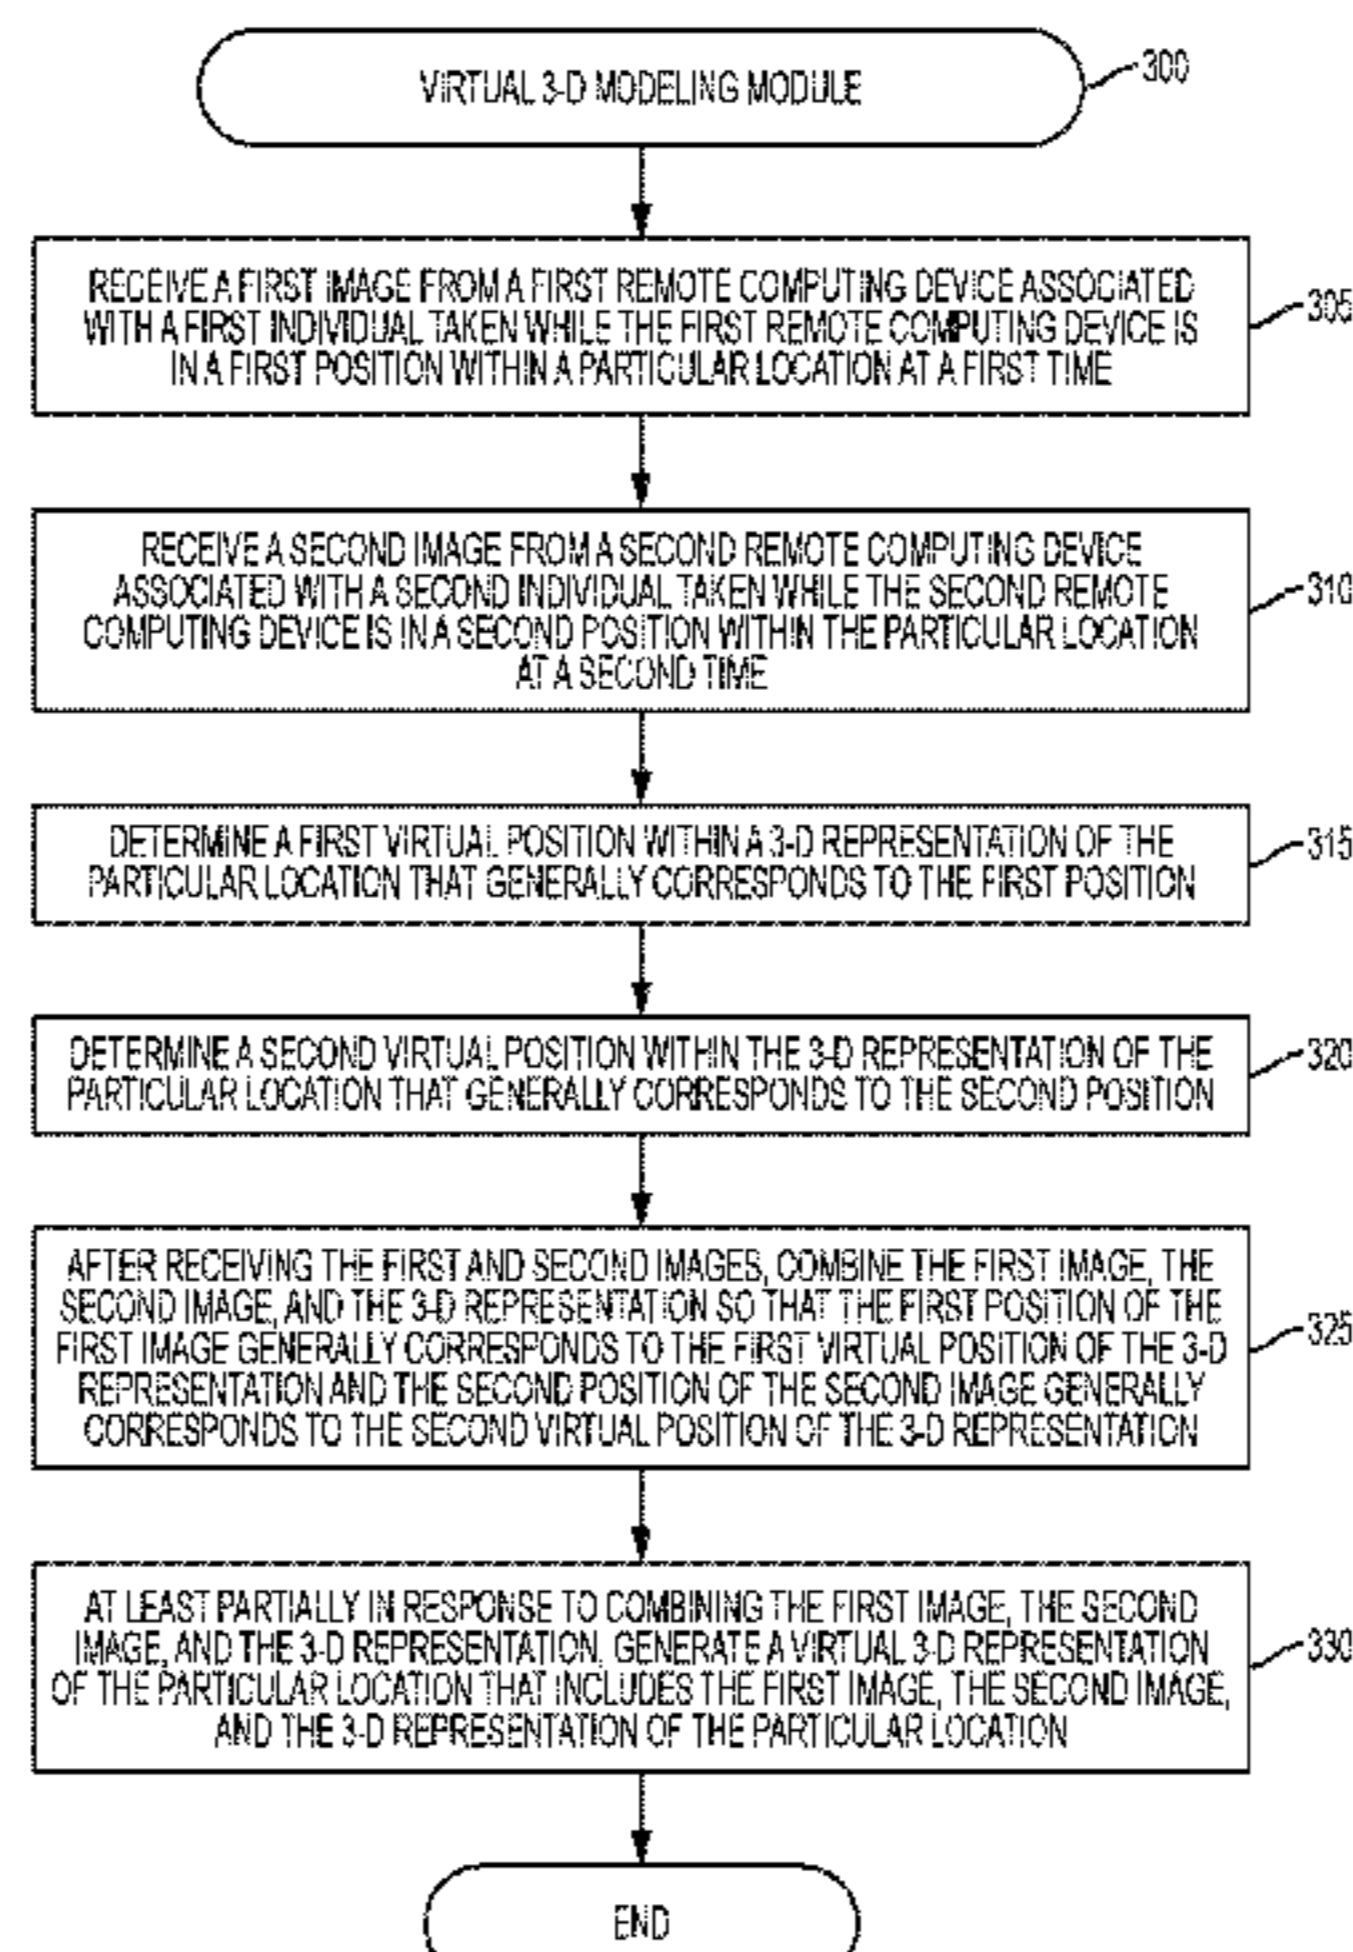 VIRTUAL 3-D MODELING MODULE
300
RECEIVE A FIRST IMAGE FROM A FIRST REMOTE COMPUTING DEVICE ASSOCIATED
WITH A FIRST INDIVIDUAL TAKEN WHILE THE FIRST REMOTE COMPUTING DEVICE IS
IN A FIRST POSITION WITHIN A PARTICULAR LOCATION AT A FIRST TIME
305
RECEIVE A SECOND IMAGE FROM A SECOND REMOTE COMPUTING DEVICE
ASSOCIATED WITH A SECOND INDIVIDUAL TAKEN WHILE THE SECOND REMOTE
COMPUTING DEVICE IS IN A SECOND POSITION WITHIN THE PARTICULAR LOCATION
AT A SECOND TIME
310
DETERMINE A FIRST VIRTUAL POSITION WITHIN A 3-D REPRESENTATION OF THE
PARTICULAR LOCATION THAT GENERALLY CORRESPONDS TO THE FIRST POSITION
315
DETERMINE A SECOND VIRTUAL POSITION WITHIN THE 3-D REPRESENTATION OF THE
PARTICULAR LOCATION THAT GENERALLY CORRESPONDS TO THE SECOND POSITION
320
AFTER RECEIVING THE FIRST AND SECOND IMAGES, COMBINE THE FIRST IMAGE, THE
SECOND IMAGE, AND THE 3-D REPRESENTATION SO THAT THE FIRST POSITION OF THE
FIRST IMAGE GENERALLY CORRESPONDS TO THE FIRST VIRTUAL POSITION OF THE 3-D
REPRESENTATION AND THE SECOND POSITION OF THE SECOND IMAGE GENERALLY
CORRESPONDS TO THE SECOND VIRTUAL POSITION OF THE 3-D REPRESENTATION
325
AT LEAST PARTIALLY IN RESPONSE TO COMBINING THE FIRST IMAGE, THE SECOND
IMAGE, AND THE 3-D REPRESENTATION, GENERATE A VIRTUAL 3-D REPRESENTATION
OF THE PARTICULAR LOCATION THAT INCLUDES THE FIRST IMAGE, THE SECOND IMAGE,
AND THE 3-D REPRESENTATION OF THE PARTICULAR LOCATION
330
END